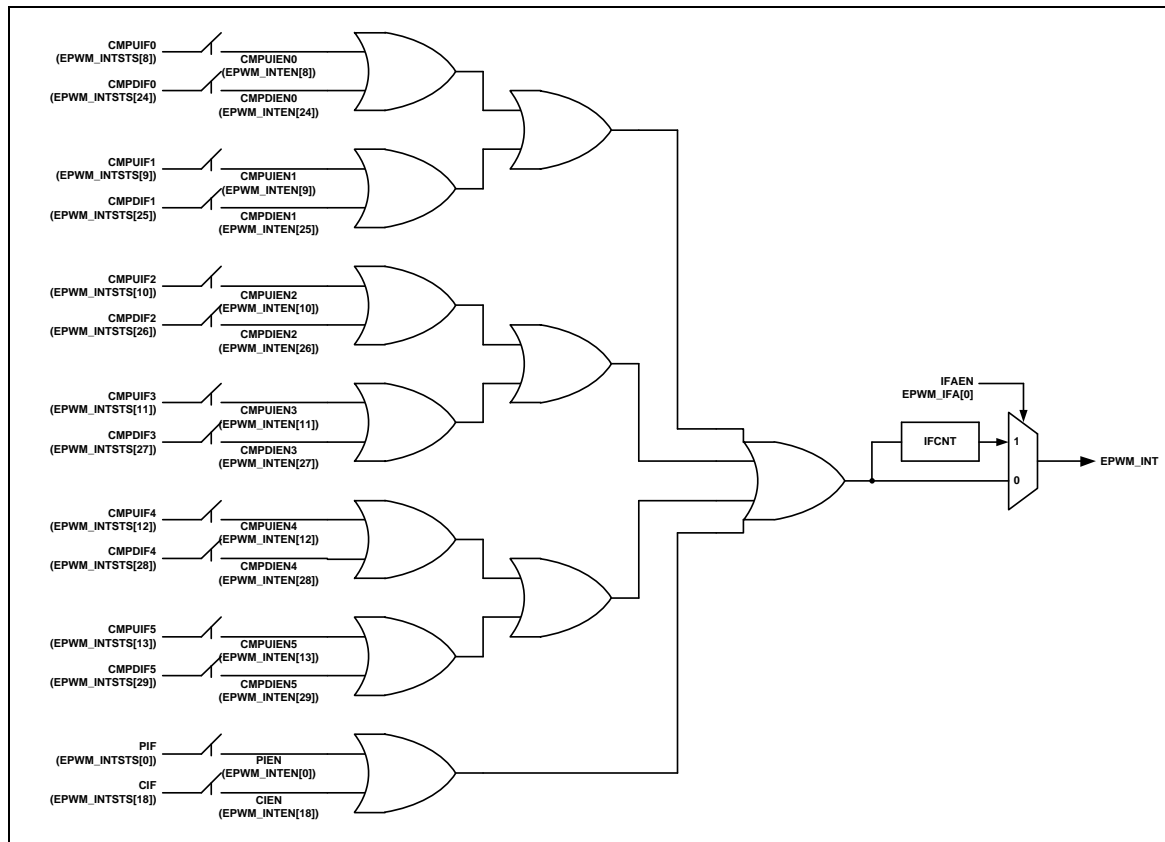 CMPUIF0
(EPWM_INTSTS[8])
CMPUIEN0
(EPWM_INTEN[8])
CMPDIF0
(EPWM_INTSTS[24])
CMPDIEN0
(EPWM_INTEN[24])
CMPUIF1
(EPWM_INTSTS[9])
CMPUIEN1
(EPWM_INTEN[9])
CMPDIF1
(EPWM_INTSTS[25])
CMPDIEN1
(EPWM_INTEN[25])
CMPUIF2
(EPWM_INTSTS[10])
CMPUIEN2
(EPWM_INTEN[10])
CMPDIF2
(EPWM_INTSTS[26])
CMPDIEN2
(EPWM_INTEN[26])
CMPUIF3
(EPWM_INTSTS[11])
CMPUIEN3
(EPWM_INTEN[11])
CMPDIF3
(EPWM_INTSTS[27])
CMPDIEN3
(EPWM_INTEN[27])
CMPUIF4
(EPWM_INTSTS[12])
CMPUIEN4
(EPWM_INTEN[12])
CMPDIF4
(EPWM_INTSTS[28])
CMPDIEN4
(EPWM_INTEN[28])
CMPUIF5
(EPWM_INTSTS[13])
CMPUIEN5
(EPWM_INTEN[13])
CMPDIF5
(EPWM_INTSTS[29])
CMPDIEN5
(EPWM_INTEN[29])
PIF
(EPWM_INTSTS[0])
PIEN
(EPWM_INTEN[0])
CIF
(EPWM_INTSTS[18])
CIEN
(EPWM_INTEN[18])
IFAEN
EPWM_IFA[0]
IFCNT
1
0
EPWM_INT